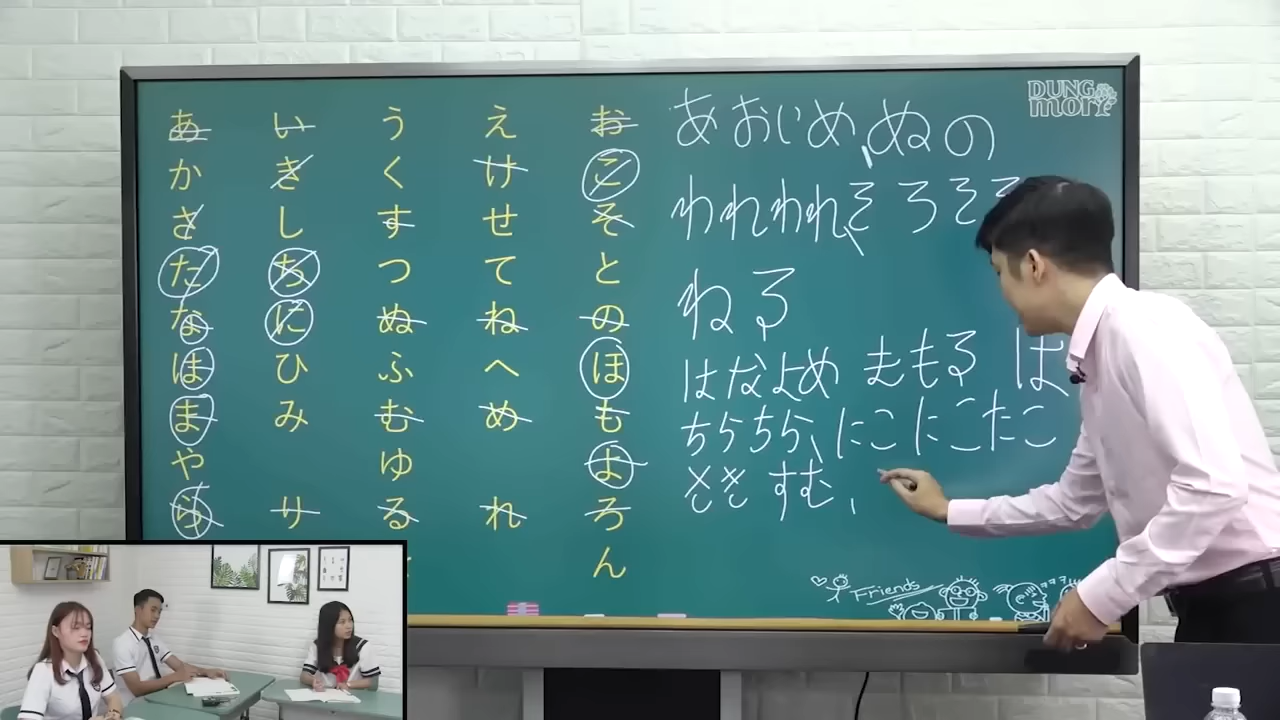 DUNG
mori
あ い う え お
か き く け こ
さ し す せ そ
た ち つ て と
な に ぬ ね の
は ひ ふ へ ほ
ま み む め も
や ゆ よ
ら り る れ ろ
ん
あおいめ、ぬの
われわれそろそろ
ねる
はなよめ まもる は
ちらちら、にこにこたこ
さき すむ、
Friends